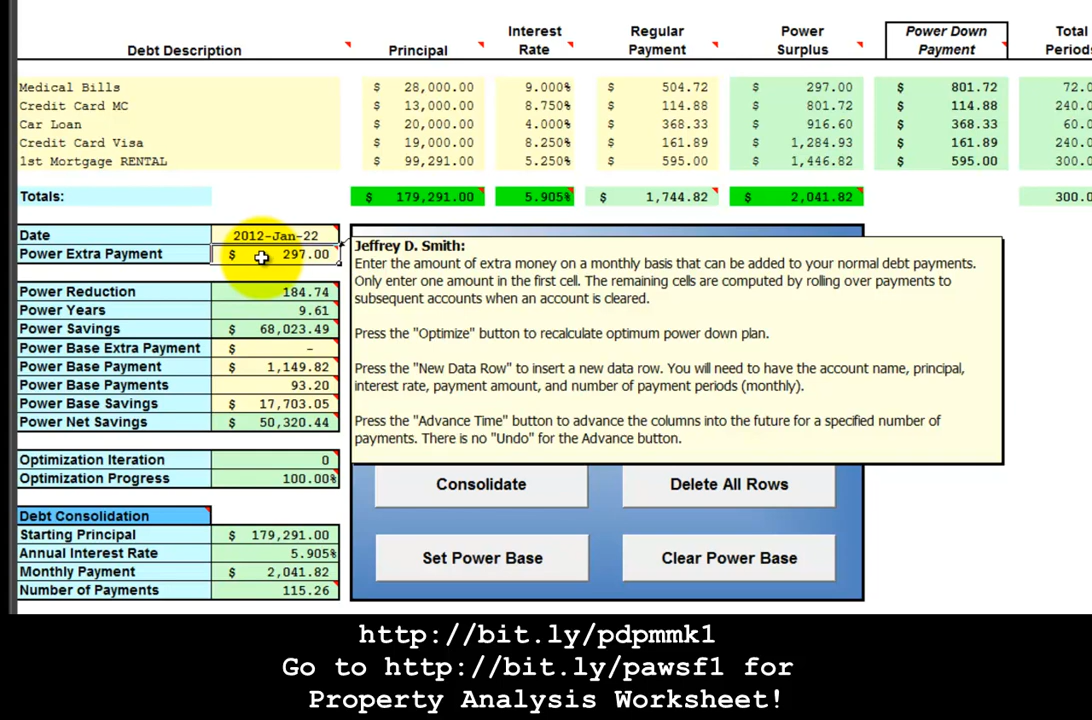 Debt Description Principal Interest Rate Regular Payment Power Surplus Power Down Payment Total Periods
Medical Bills $ 28,000.00 9.000% $ 504.72 $ 297.00 $ 801.72 72.0
Credit Card MC $ 13,000.00 8.750% $ 114.88 $ 801.72 $ 114.88 240.0
Car Loan $ 20,000.00 4.000% $ 368.33 $ 916.60 $ 368.33 60.0
Credit Card Visa $ 19,000.00 8.250% $ 161.89 $ 1,284.93 $ 161.89 240.0
1st Mortgage RENTAL $ 99,291.00 5.250% $ 595.00 $ 1,446.82 $ 595.00 300.0
Totals: $ 179,291.00 5.905% $ 1,744.82 $ 2,041.82 300.0
Date 2012-Jan-22
Power Extra Payment $ 297.00
Jeffrey D. Smith:
Enter the amount of extra money on a monthly basis that can be added to your normal debt payments.
Only enter one amount in the first cell. The remaining cells are computed by rolling over payments to
subsequent accounts when an account is cleared.
Press the "Optimize" button to recalculate optimum power down plan.
Press the "New Data Row" to insert a new data row. You will need to have the account name, principal,
interest rate, payment amount, and number of payment periods (monthly).
Press the "Advance Time" button to advance the columns into the future for a specified number of
payments. There is no "Undo" for the Advance button.
Power Reduction 184.74
Power Years 9.61
Power Savings $ 68,023.49
Power Base Extra Payment $ -
Power Base Payment $ 1,149.82
Power Base Payments 93.20
Power Base Savings $ 17,703.05
Power Net Savings $ 50,320.44
Optimization Iteration 0
Optimization Progress 100.00%
Consolidate Delete All Rows
Set Power Base Clear Power Base
Debt Consolidation
Starting Principal $ 179,291.00
Annual Interest Rate 5.905%
Monthly Payment $ 2,041.82
Number of Payments 115.26
http://bit.ly/pdpmmk1
Go to http://bit.ly/pawsf1 for
Property Analysis Worksheet!